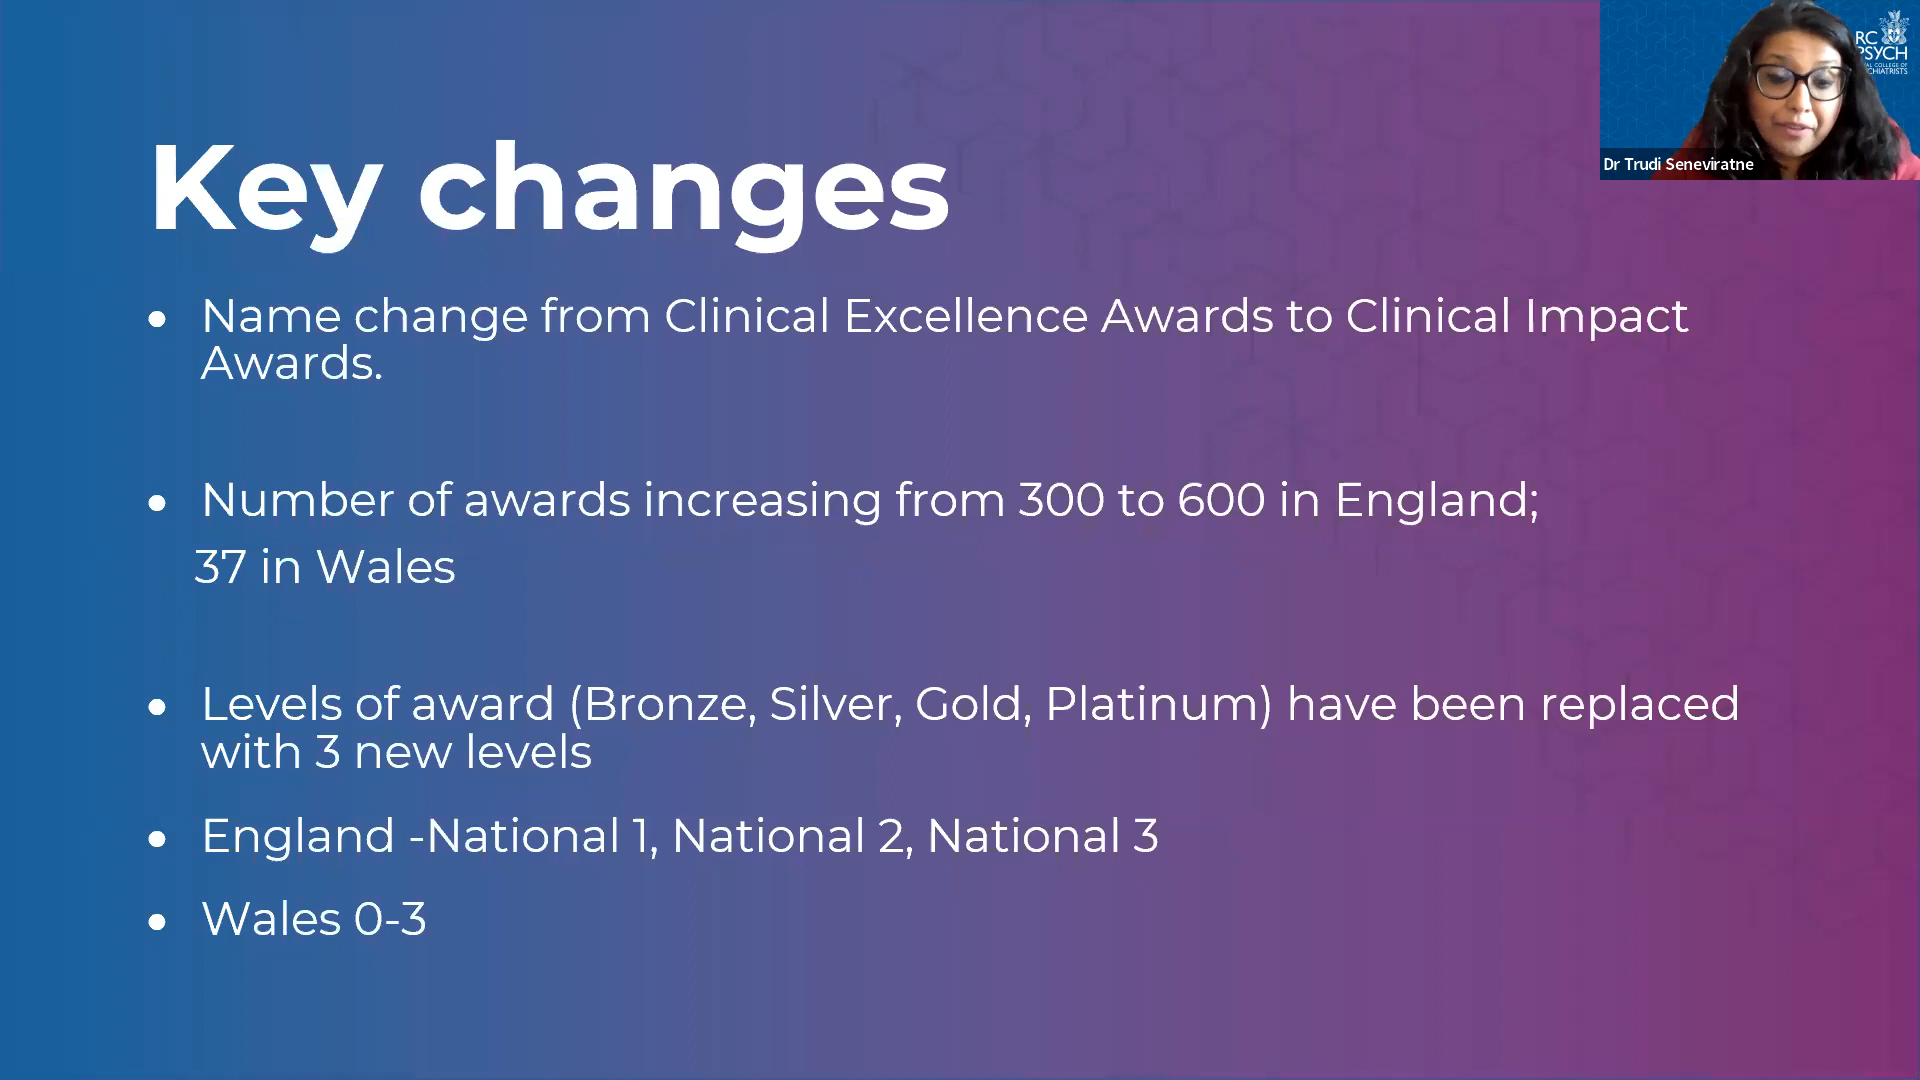 Key changes
• Name change from Clinical Excellence Awards to Clinical Impact
Awards.
• Number of awards increasing from 300 to 600 in England;
37 in Wales
• Levels of award (Bronze, Silver, Gold, Platinum) have been replaced
with 3 new levels
• England -National 1, National 2, National 3
• Wales 0-3
RC
PSYCH
Dr Trudi Seneviratne